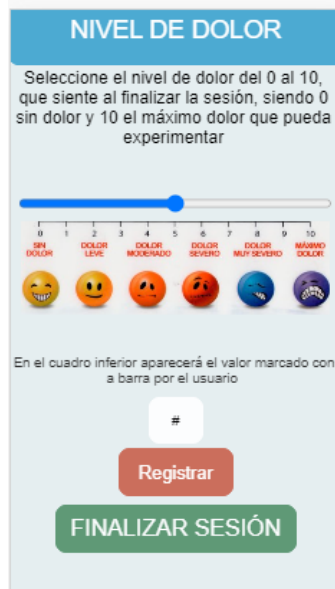 NIVEL DE DOLOR
Seleccione el nivel de dolor del 0 al 10,
que siente al finalizar la sesión, siendo 0
sin dolor y 10 el máximo dolor que pueda
experimentar
0 1 2 3 4 5 6 7 8 9 10
SIN DOLOR DOLOR LEVE DOLOR MODERADO DOLOR SEVERO DOLOR MUY SEVERO MÁXIMO DOLOR
En el cuadro inferior aparecerá el valor marcado con
a barra por el usuario
#
Registrar
FINALIZAR SESIÓN